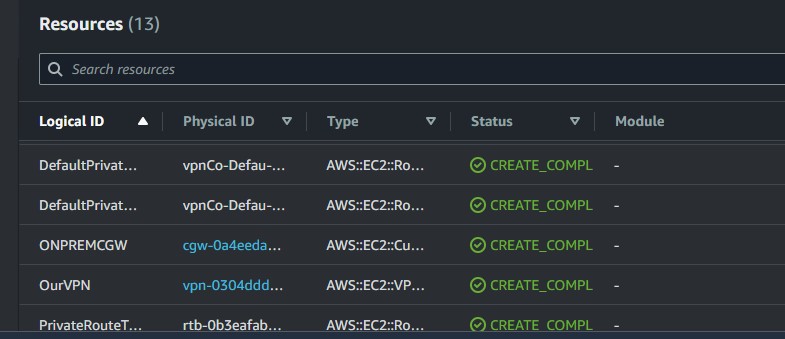 Resources (13)
Search resources
Logical ID Physical ID Type Status Module
DefaultPrivat... vpnCo-Defau-... AWS::EC2::Ro... CREATE_COMPL -
DefaultPrivat... vpnCo-Defau-... AWS::EC2::Ro... CREATE_COMPL -
ONPREMCGW cgw-0a4eeda... AWS::EC2::Cu... CREATE_COMPL -
OurVPN vpn-0304ddd... AWS::EC2::VP... CREATE_COMPL -
PrivateRouteT... rtb-0b3eafab... AWS::EC2::Ro... CREATE_COMPL -